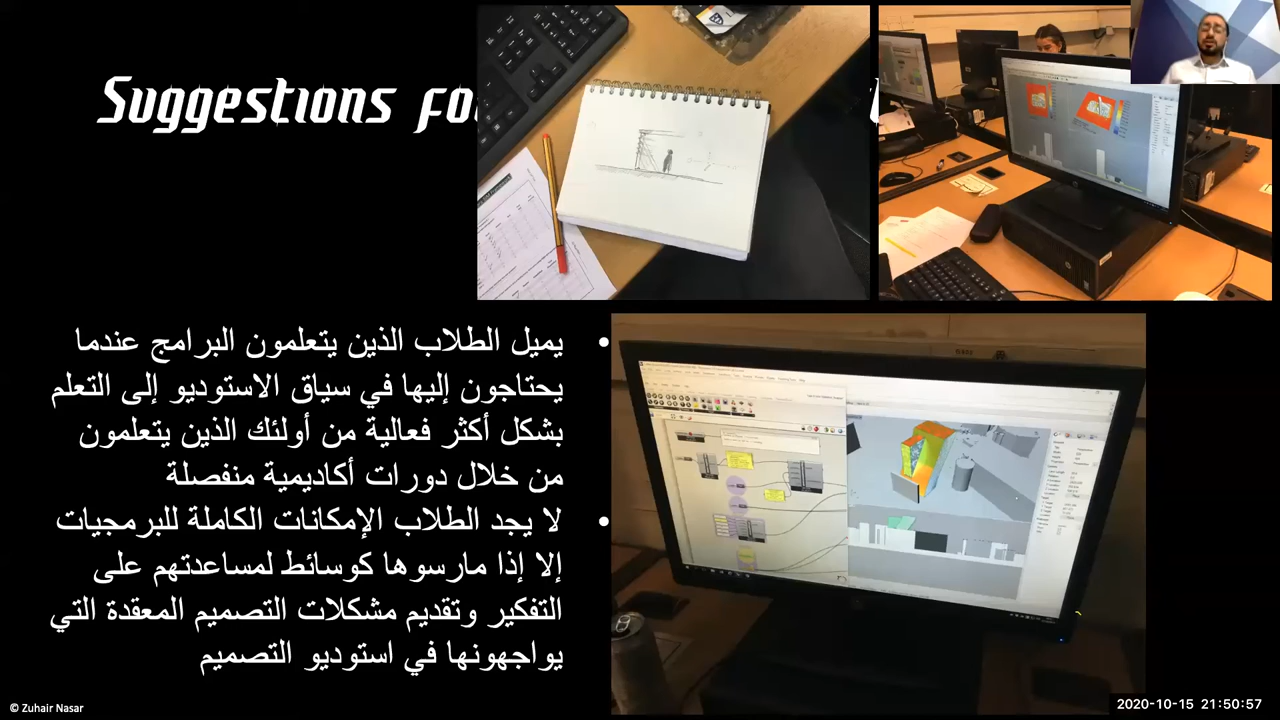 Suggestions fo
يميل الطلاب الذين يتعلمون البرامج عندما
يحتاجون إليها في سياق الاستوديو إلى التعلم
بشكل أكثر فعالية من أولئك الذين يتعلمون
من خلال دورات أكاديمية منفصلة
لا يجد الطلاب الإمكانات الكاملة للبرمجيات
إلا إذا مارسوها كوسائط لمساعدتهم على
التفكير وتقديم مشكلات التصميم المعقدة التي
يواجهونها في استوديو التصميم
© Zuhair Nasar
2020-10-15 21:50:57